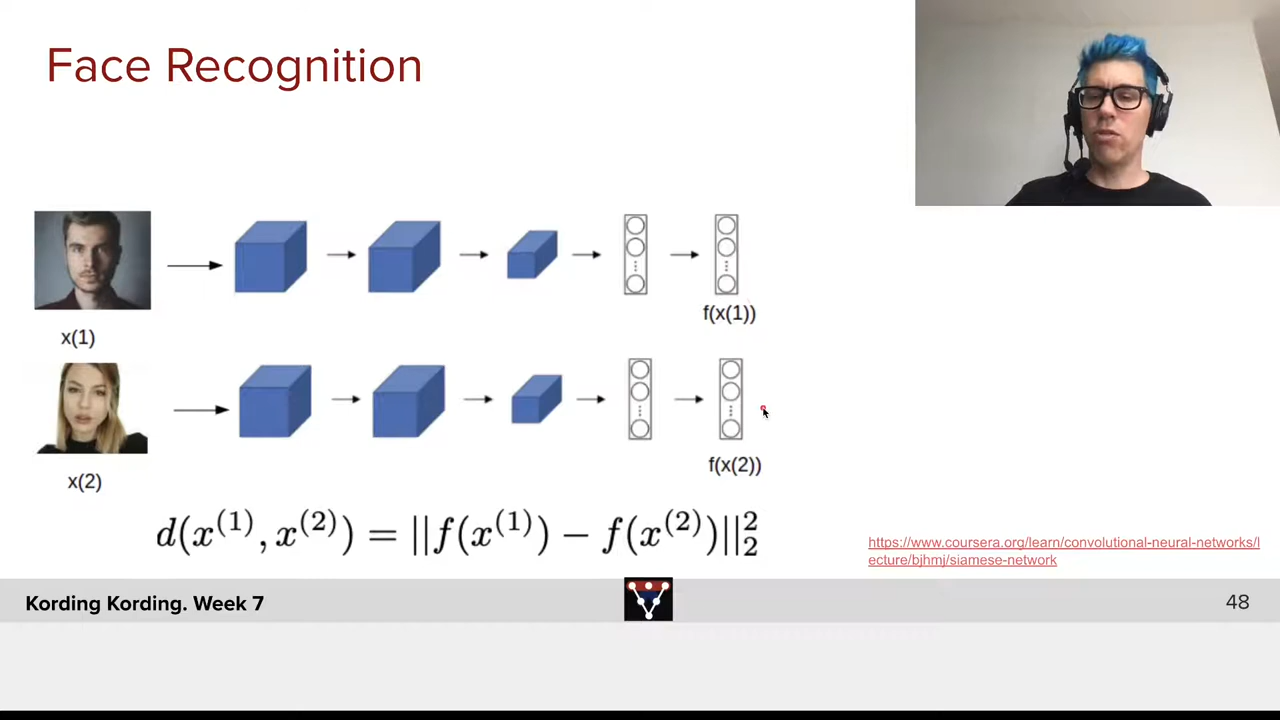 Face Recognition
f(x(1))
x(1)
f(x(2))
x(2)
d(x^{(1)}, x^{(2)}) = ||f(x^{(1)}) − f(x^{(2)})||_2^2
https://www.coursera.org/learn/convolutional-neural-networks/l
ecture/bjhmj/siamese-network
Kording Kording. Week 7
48